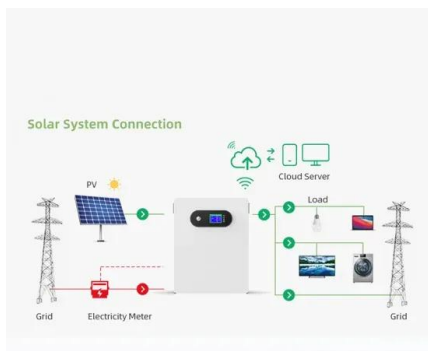 Solar System Connection
Cloud Server
PV
Load
Grid
Electricity Meter
Grid